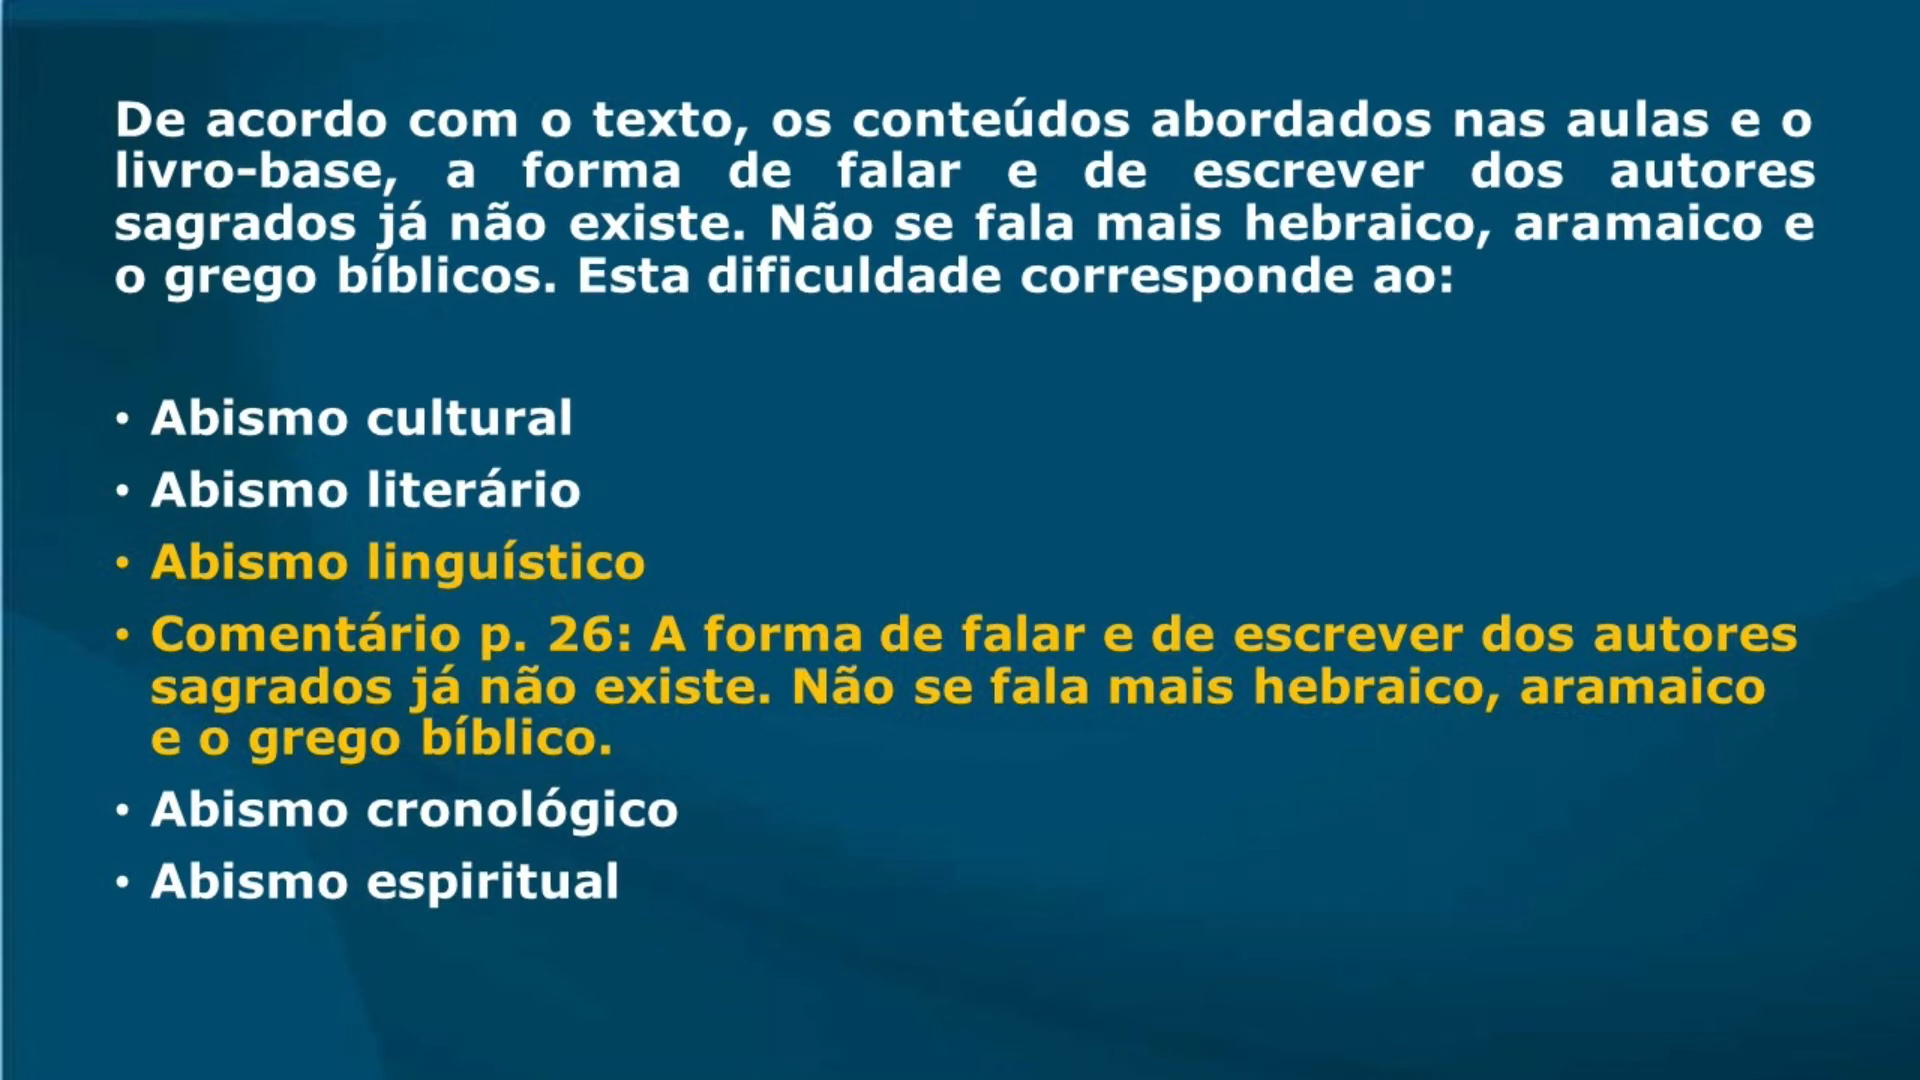 De acordo com o texto, os conteúdos abordados nas aulas e o
livro-base, a forma de falar e de escrever dos autores
sagrados já não existe. Não se fala mais hebraico, aramaico e
o grego bíblicos. Esta dificuldade corresponde ao:
• Abismo cultural
• Abismo literário
• Abismo linguístico
• Comentário p. 26: A forma de falar e de escrever dos autores
sagrados já não existe. Não se fala mais hebraico, aramaico
e o grego bíblico.
• Abismo cronológico
• Abismo espiritual